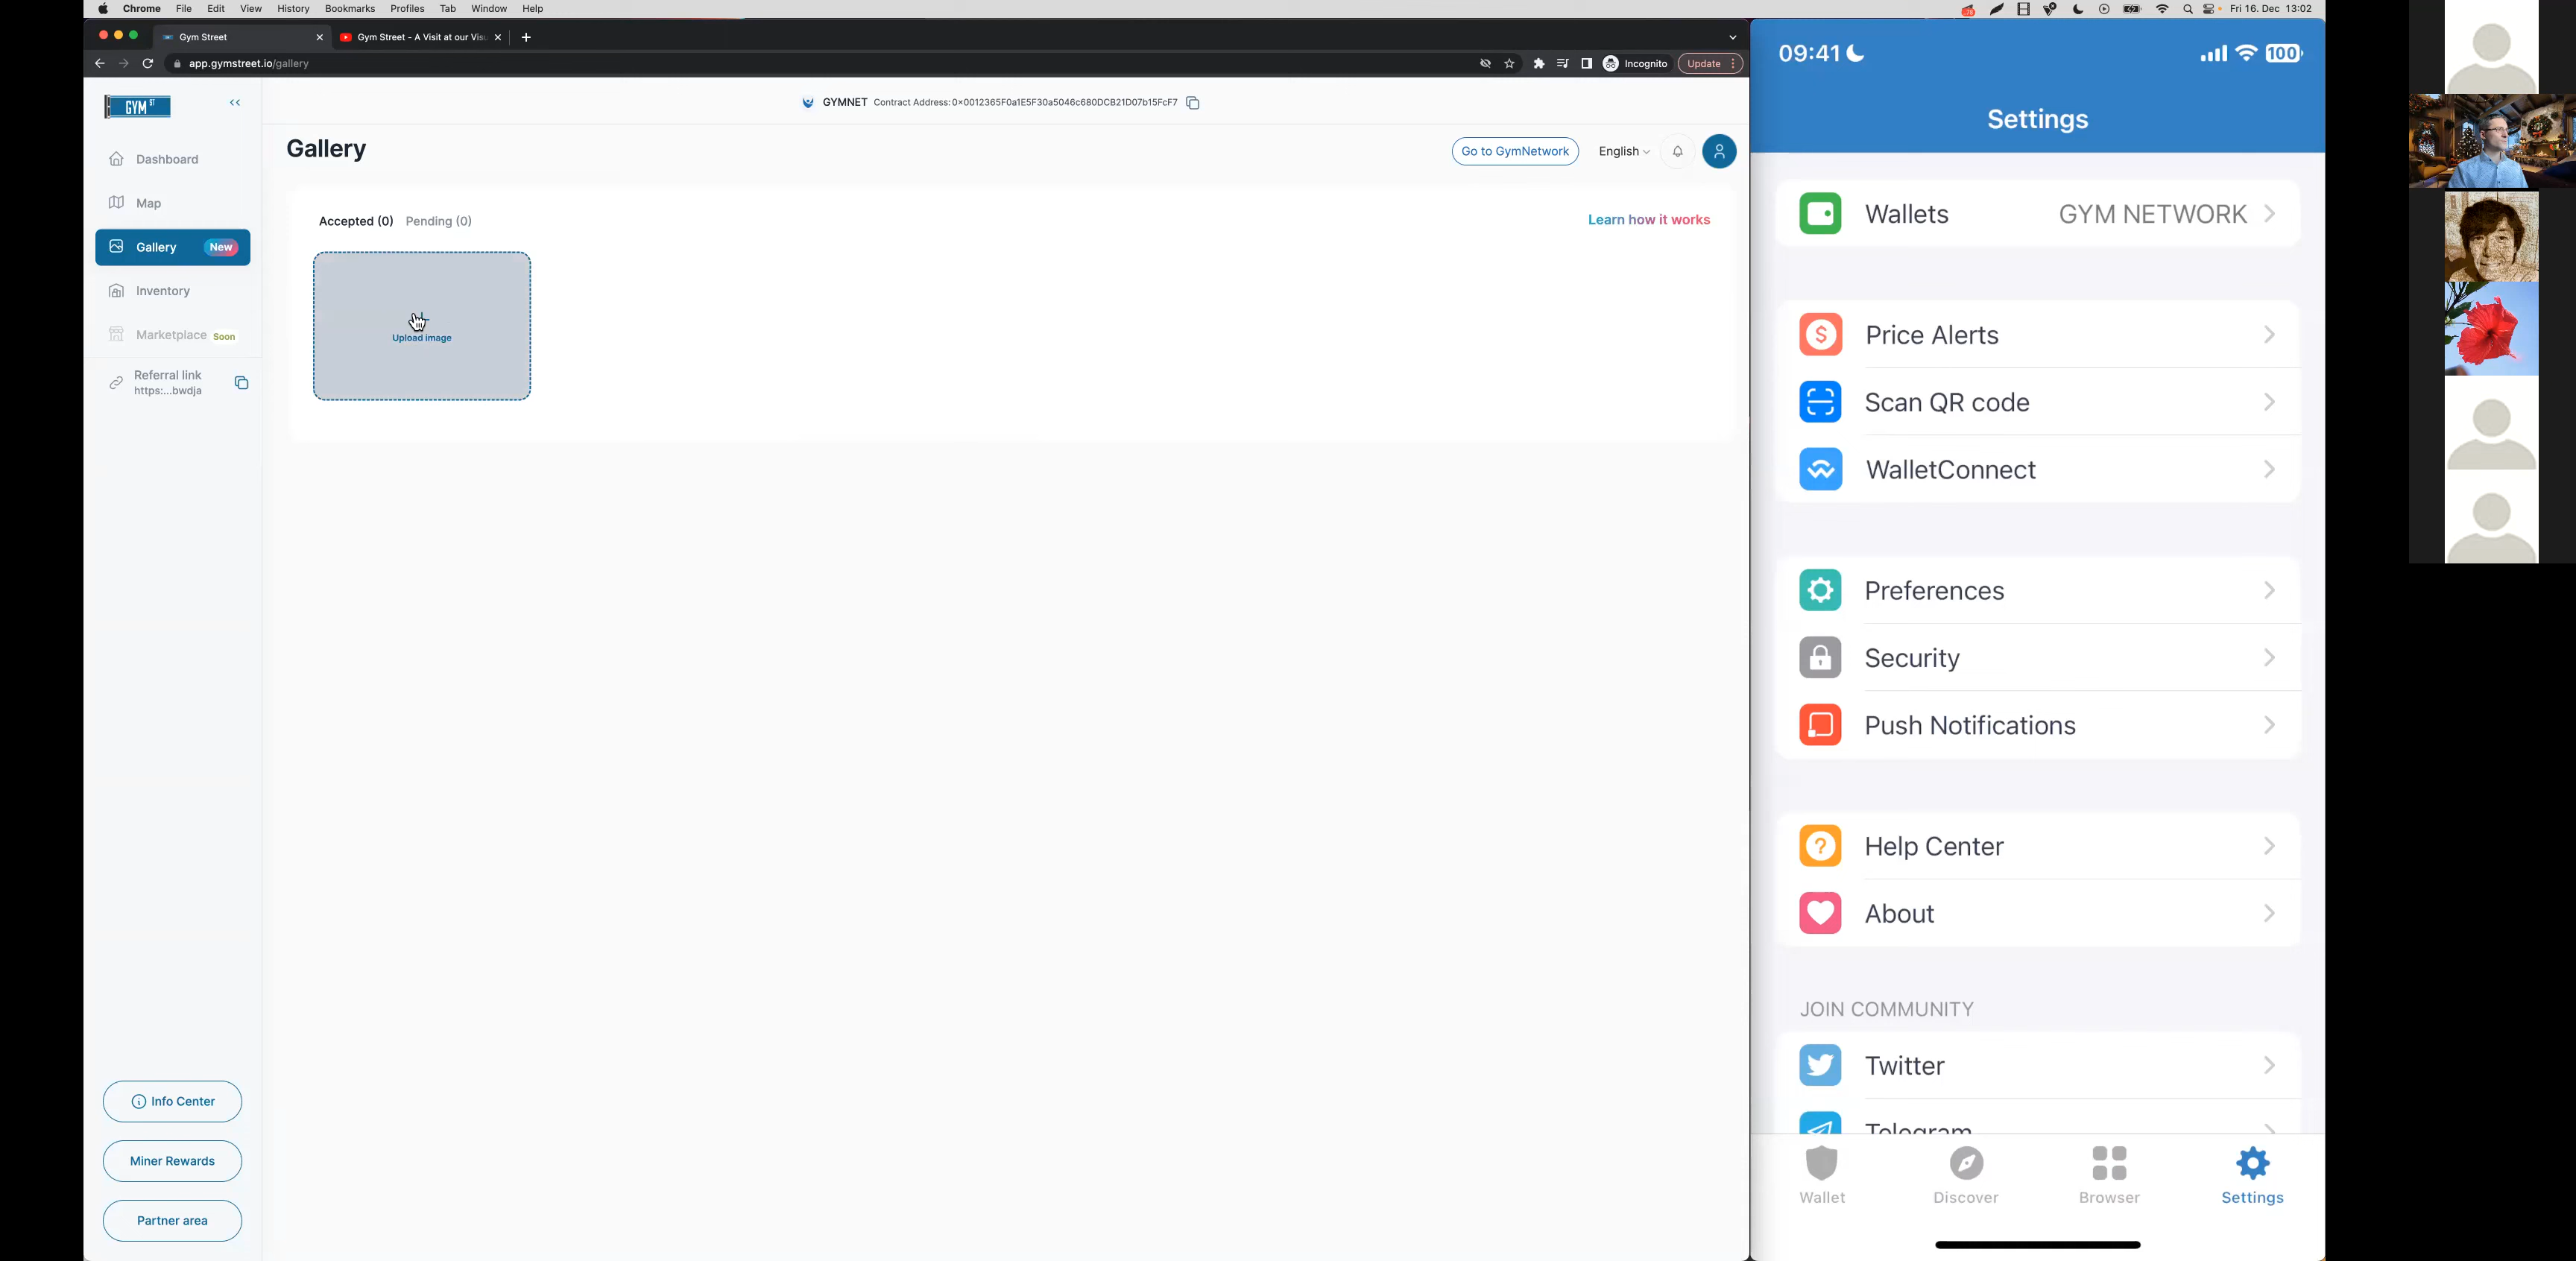 Chrome File Edit View History Bookmarks Profiles Tab Window Help
Fri 16. Dec 13:02
Gym Street
Gym Street - A Visit at our Visu
app.gymstreet.io/gallery
Incognito
Update
GYM ST
GYMNET Contract Address: 0x0012365F0a1E5F30a5046c680DCB21D07b15FcF7
Gallery
Go to GymNetwork
English
Dashboard
Map
Gallery New
Inventory
Marketplace Soon
Referral link
https:...bwdja
Accepted (0) Pending (0)
Learn how it works
Upload image
Info Center
Miner Rewards
Partner area
09:41
100
Settings
Wallets GYM NETWORK
Price Alerts
Scan QR code
WalletConnect
Preferences
Security
Push Notifications
Help Center
About
JOIN COMMUNITY
Twitter
Telegram
Wallet
Discover
Browser
Settings